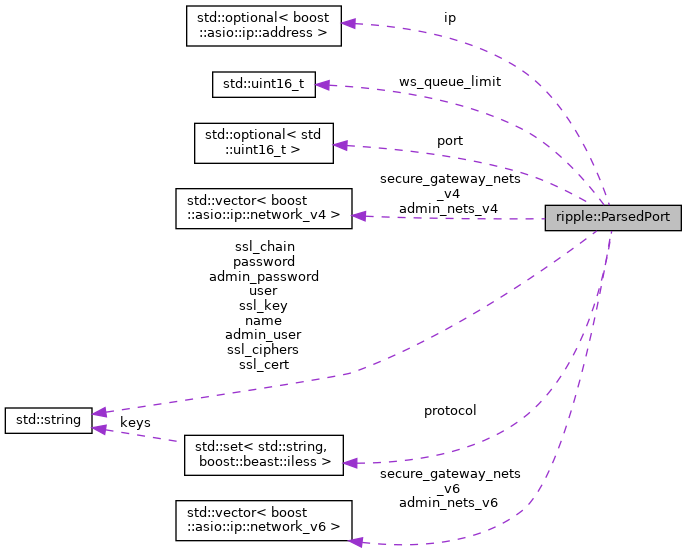 std::optional< boost
::asio::ip::address >
ip
std::uint16_t
ws_queue_limit
std::optional< std
::uint16_t >
port
std::vector< boost
::asio::ip::network_v4 >
secure_gateway_nets
_v4
admin_nets_v4
ripple::ParsedPort
ssl_chain
password
admin_password
user
ssl_key
name
admin_user
ssl_ciphers
ssl_cert
std::string
keys
std::set< std::string,
boost::beast::iless >
protocol
secure_gateway_nets
_v6
admin_nets_v6
std::vector< boost
::asio::ip::network_v6 >